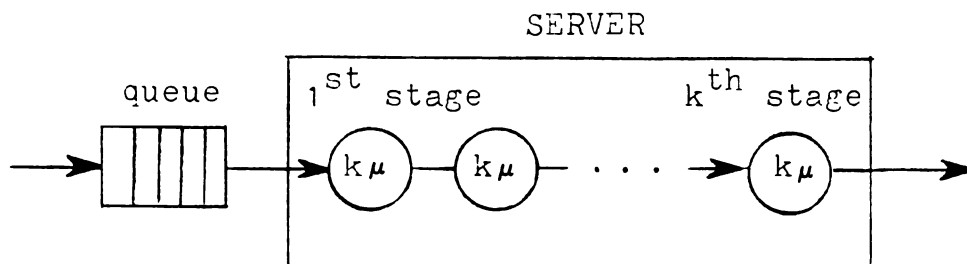 SERVER
queue
1st stage
kth stage
kμ
kμ
. . .
kμ